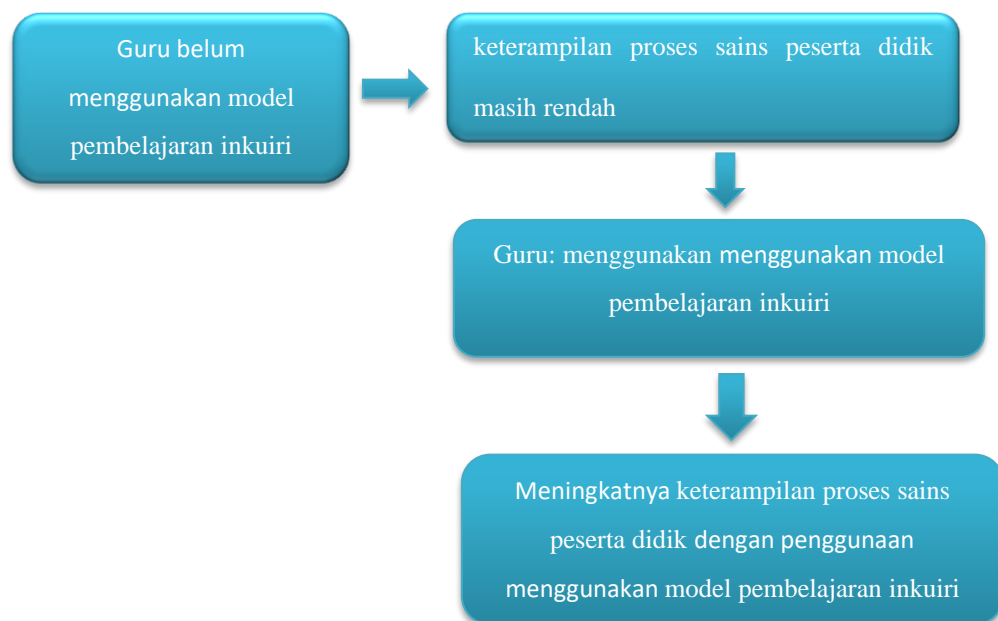 Guru belum
menggunakan model
pembelajaran inkuiri
keterampilan proses sains peserta didik
masih rendah
Guru: menggunakan menggunakan model
pembelajaran inkuiri
Meningkatnya keterampilan proses sains
peserta didik dengan penggunaan
menggunakan model pembelajaran inkuiri